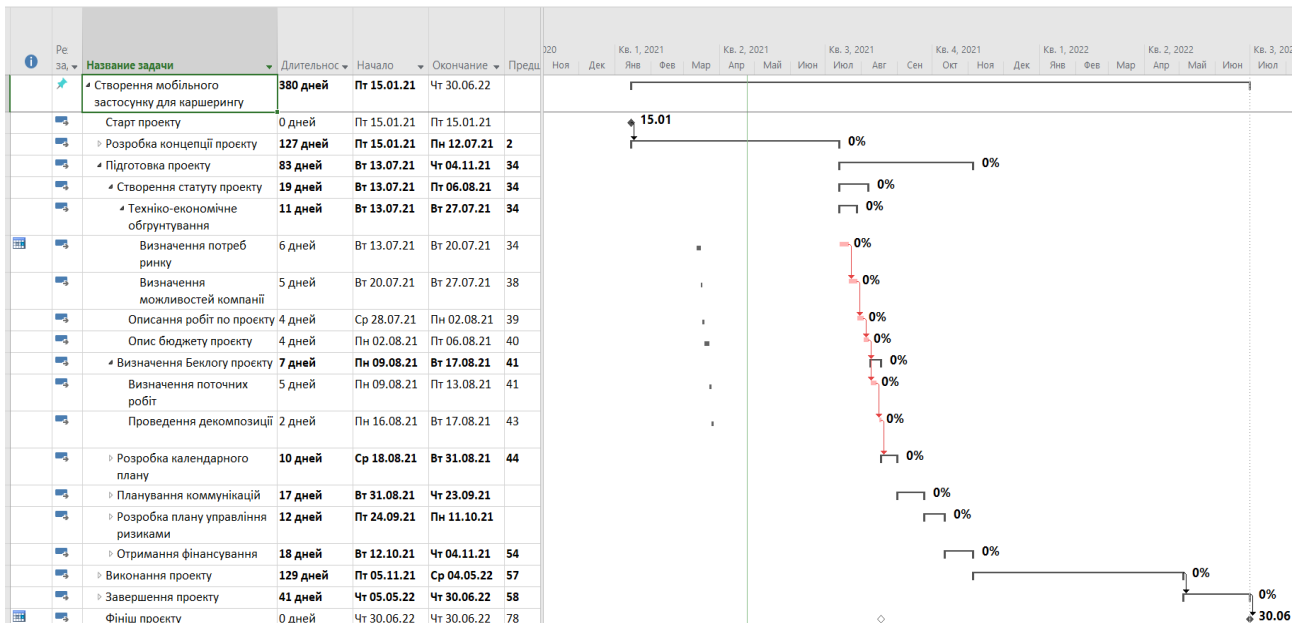 020 Кв. 1, 2021 Кв. 2, 2021 Кв. 3, 2021 Кв. 4, 2021 Кв. 1, 2022 Кв. 2, 2022 Кв. 3, 202
Ре
за, Название задачи Длительнос Начало Окончание Предш Ноя Дек Янв Фев Мар Апр Май Июн Июл Авг Сен Окт Ноя Дек Янв Фев Мар Апр Май Июн Июл
Створення мобільного 380 дней Пт 15.01.21 Чт 30.06.22
застосунку для каршерингу
Старт проекту 0 дней Пт 15.01.21 Пт 15.01.21 15.01
Розробка концепції проєкту 127 дней Пт 15.01.21 Пн 12.07.21 2 0%
Підготовка проекту 83 дней Вт 13.07.21 Чт 04.11.21 34 0%
Створення статуту проекту 19 дней Вт 13.07.21 Пт 06.08.21 34 0%
Техніко-економічне 11 дней Вт 13.07.21 Вт 27.07.21 34 0%
обгрунтування
Визначення потреб 6 дней Вт 13.07.21 Вт 20.07.21 34 0%
ринку
Визначення 5 дней Вт 20.07.21 Вт 27.07.21 38 0%
можливостей компанії
Описання робіт по проєкту 4 дней Ср 28.07.21 Пн 02.08.21 39 0%
Опис бюджету проєкту 4 дней Пн 02.08.21 Пт 06.08.21 40 0%
Визначення Беклогу проєкту 7 дней Пн 09.08.21 Вт 17.08.21 41 0%
Визначення поточних 5 дней Пн 09.08.21 Пт 13.08.21 41 0%
робіт
Проведення декомпозиції 2 дней Пн 16.08.21 Вт 17.08.21 43 0%
Розробка календарного 10 дней Ср 18.08.21 Вт 31.08.21 44 0%
плану
Планування коммунікацій 17 дней Вт 31.08.21 Чт 23.09.21 0%
Розробка плану управління 12 дней Пт 24.09.21 Пн 11.10.21 0%
ризиками
Отримання фінансування 18 дней Вт 12.10.21 Чт 04.11.21 54 0%
Виконання проекту 129 дней Пт 05.11.21 Ср 04.05.22 57 0%
Завершення проекту 41 дней Чт 05.05.22 Чт 30.06.22 58 0%
Фініш проєкту 0 дней Чт 30.06.22 Чт 30.06.22 78 30.06